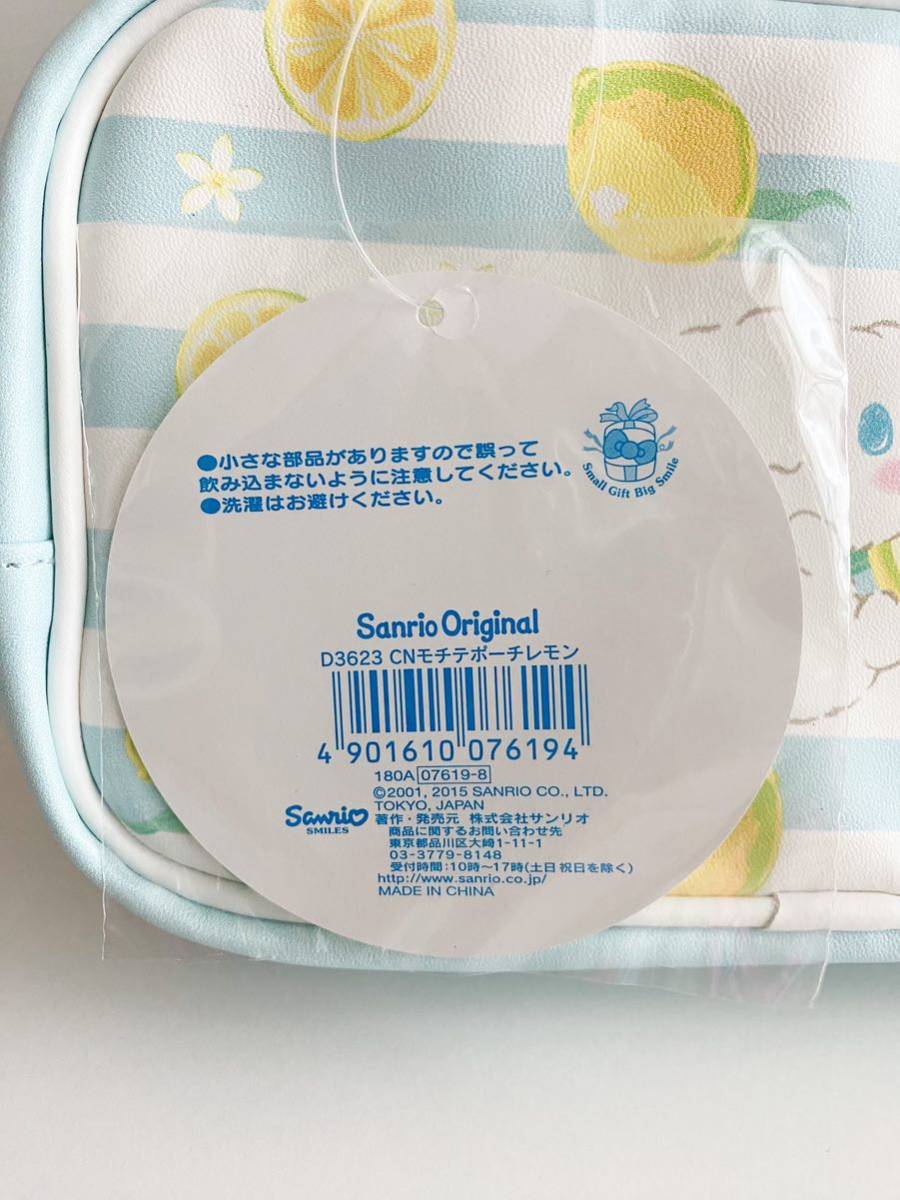 ●小さな部品がありますので誤って
飲み込まないように注意してください。
●洗濯はお避けください。
Small Gift Big Smile
Sanrio Original
D3623 CNモチテポーチレモン
4 901610 076194
180A 07619-8
©2001, 2015 SANRIO CO., LTD.
TOKYO, JAPAN
Sanrio
SMILES
著作・発売元 株式会社サンリオ
商品に関するお問い合わせ先
東京都品川区大崎1-11-1
03-3779-8148
受付時間:10時～17時(土日 祝日を除く)
http://www.sanrio.co.jp/
MADE IN CHINA